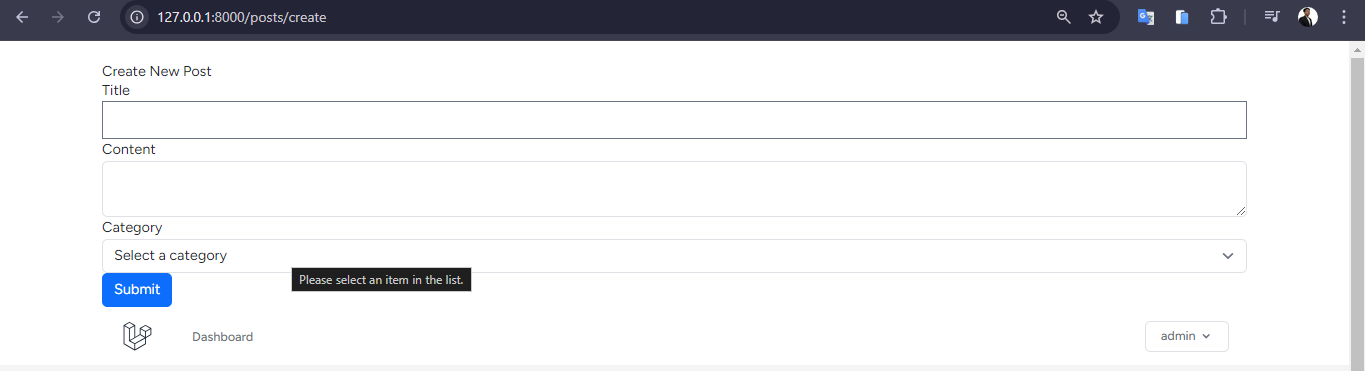 127.0.0.1:8000/posts/create
Create New Post
Title
Content
Category
Select a category
Please select an item in the list.
Submit
Dashboard
admin